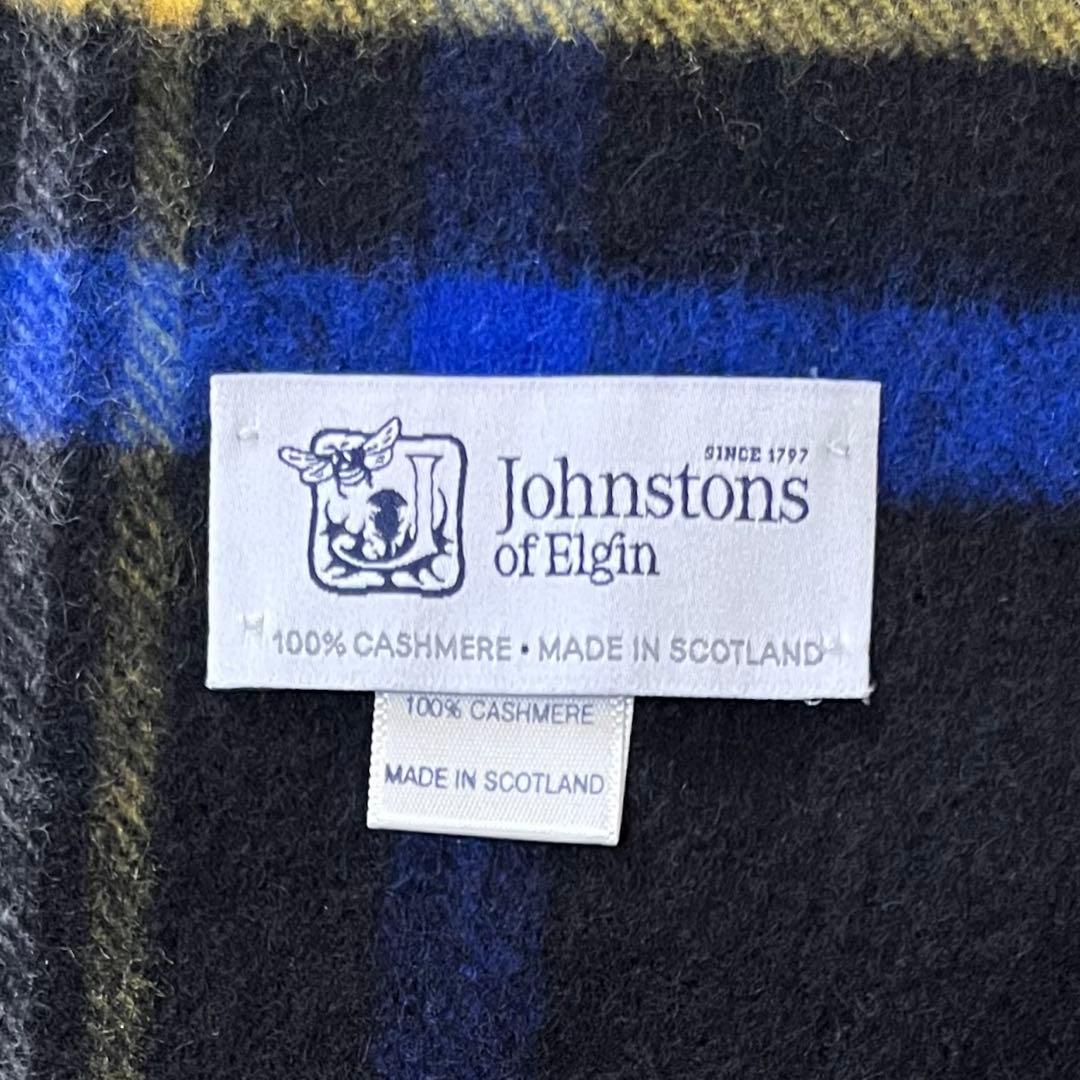 SINCE 1797
Johnstons
of Elgin
100% CASHMERE • MADE IN SCOTLAND
100% CASHMERE
MADE IN SCOTLAND